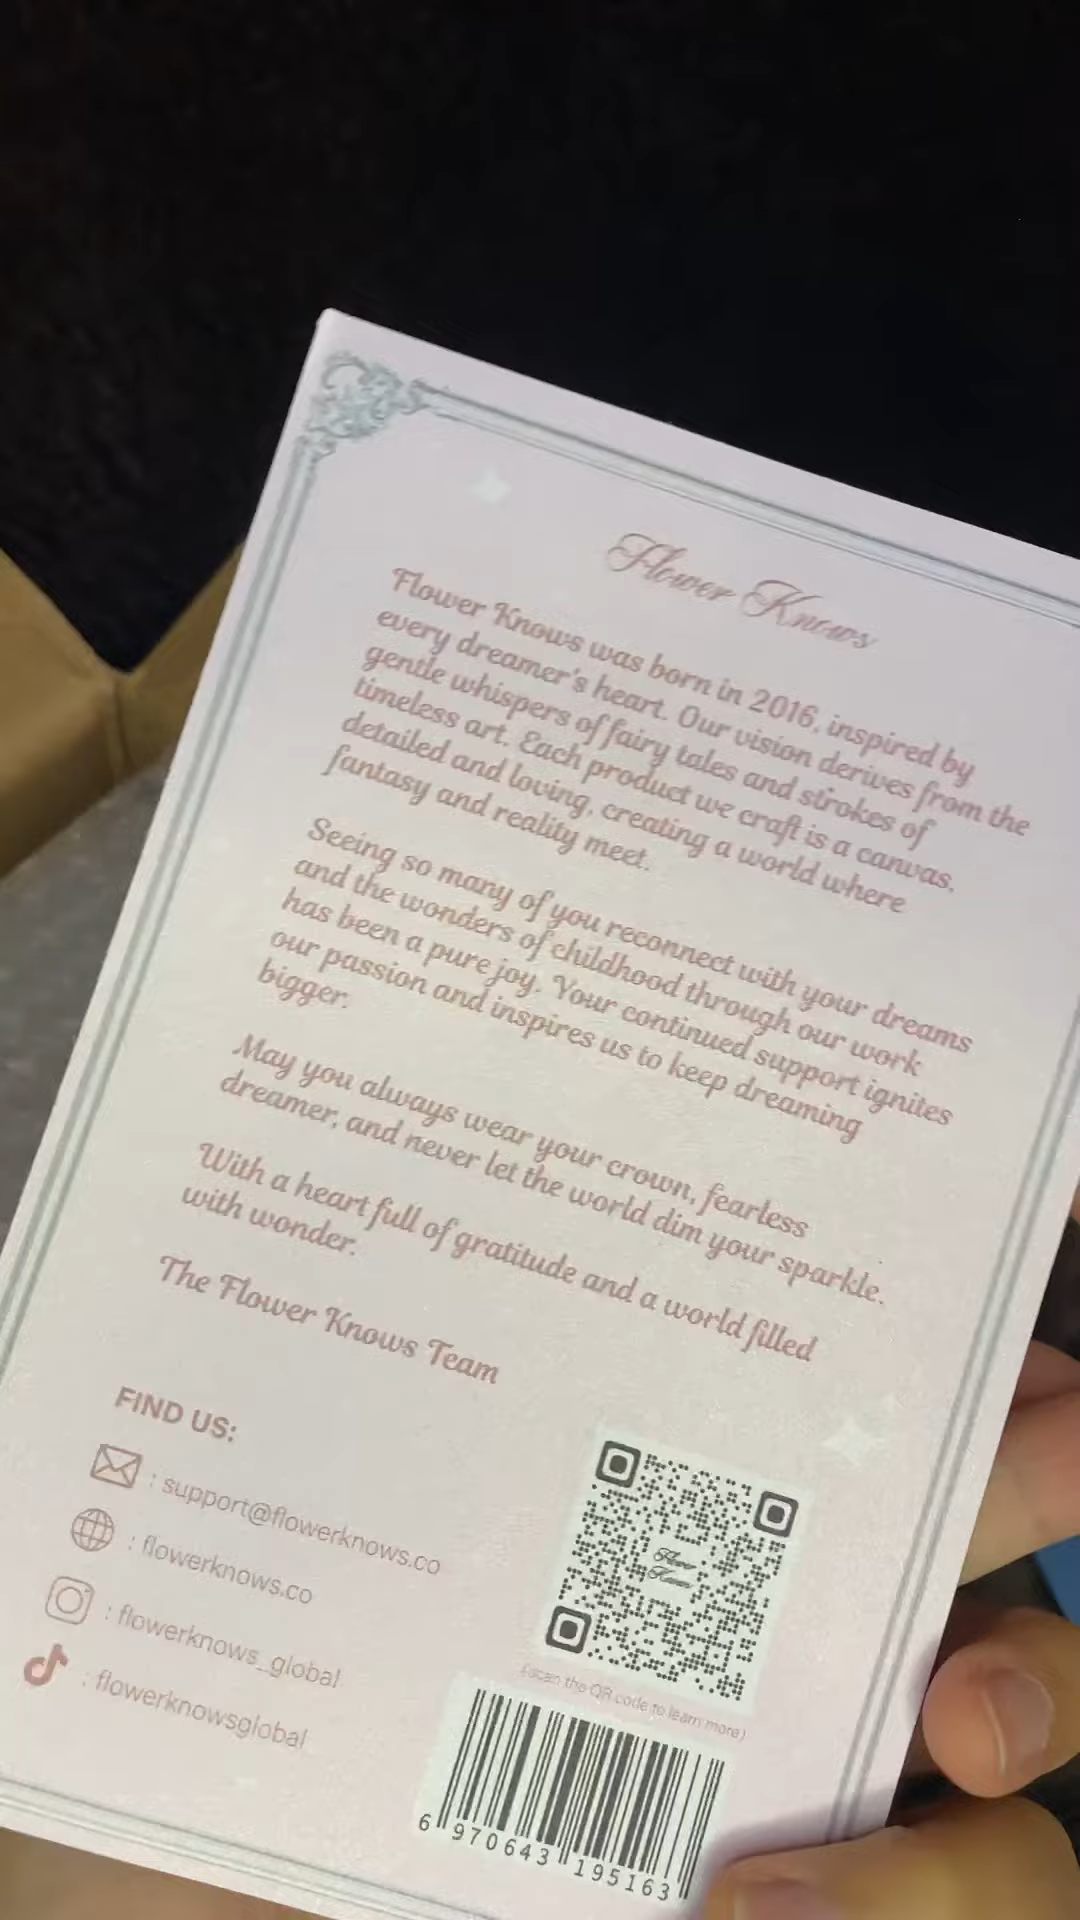 Flower Knows
Flower Knows was born in 2016, inspired by
every dreamer's heart. Our vision derives from the
gentle whispers of fairy tales and strokes of
timeless art. Each product we craft is a canvas,
detailed and loving, creating a world where
fantasy and reality meet.
Seeing so many of you reconnect with your dreams
and the wonders of childhood through our work
has been a pure joy. Your continued support ignites
our passion and inspires us to keep dreaming
bigger.
May you always wear your crown, fearless
dreamer, and never let the world dim your sparkle.
With a heart full of gratitude and a world filled
with wonder.
The Flower Knows Team
FIND US:
: support@flowerknows.co
: flowerknows.co
: flowerknows_global
: flowerknowsglobal
Flower
Knows
(scan the QR code to learn more)
6 970643 195163